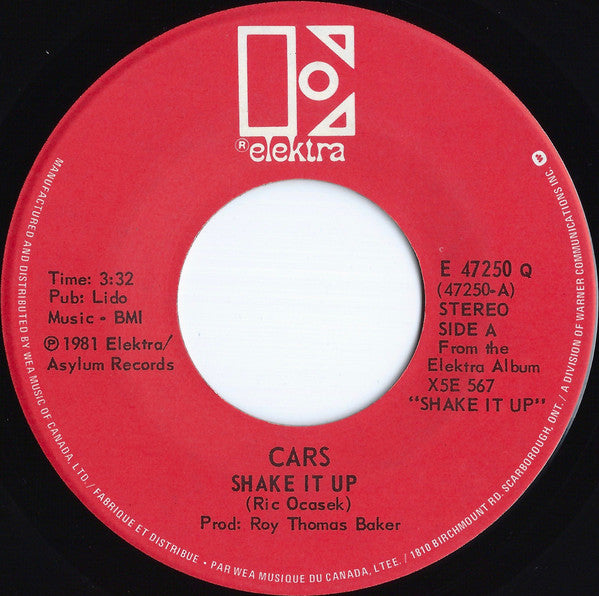 ® elektra
Time: 3:32
Pub: Lido
Music - BMI
℗ 1981 Elektra/
Asylum Records
E 47250 Q
(47250-A)
STEREO
SIDE A
From the
Elektra Album
X5E 567
"SHAKE IT UP"
CARS
SHAKE IT UP
(Ric Ocasek)
Prod: Roy Thomas Baker
MANUFACTURED AND DISTRIBUTED BY WEA MUSIC OF CANADA, LTD./ FABRIQUE ET DISTRIBUE • PAR WEA MUSIQUE DU CANADA, LTEE. / 1810 BIRCHMOUNT RD. SCARBOROUGH, ONT. / A DIVISION OF WARNER COMMUNICATIONS INC